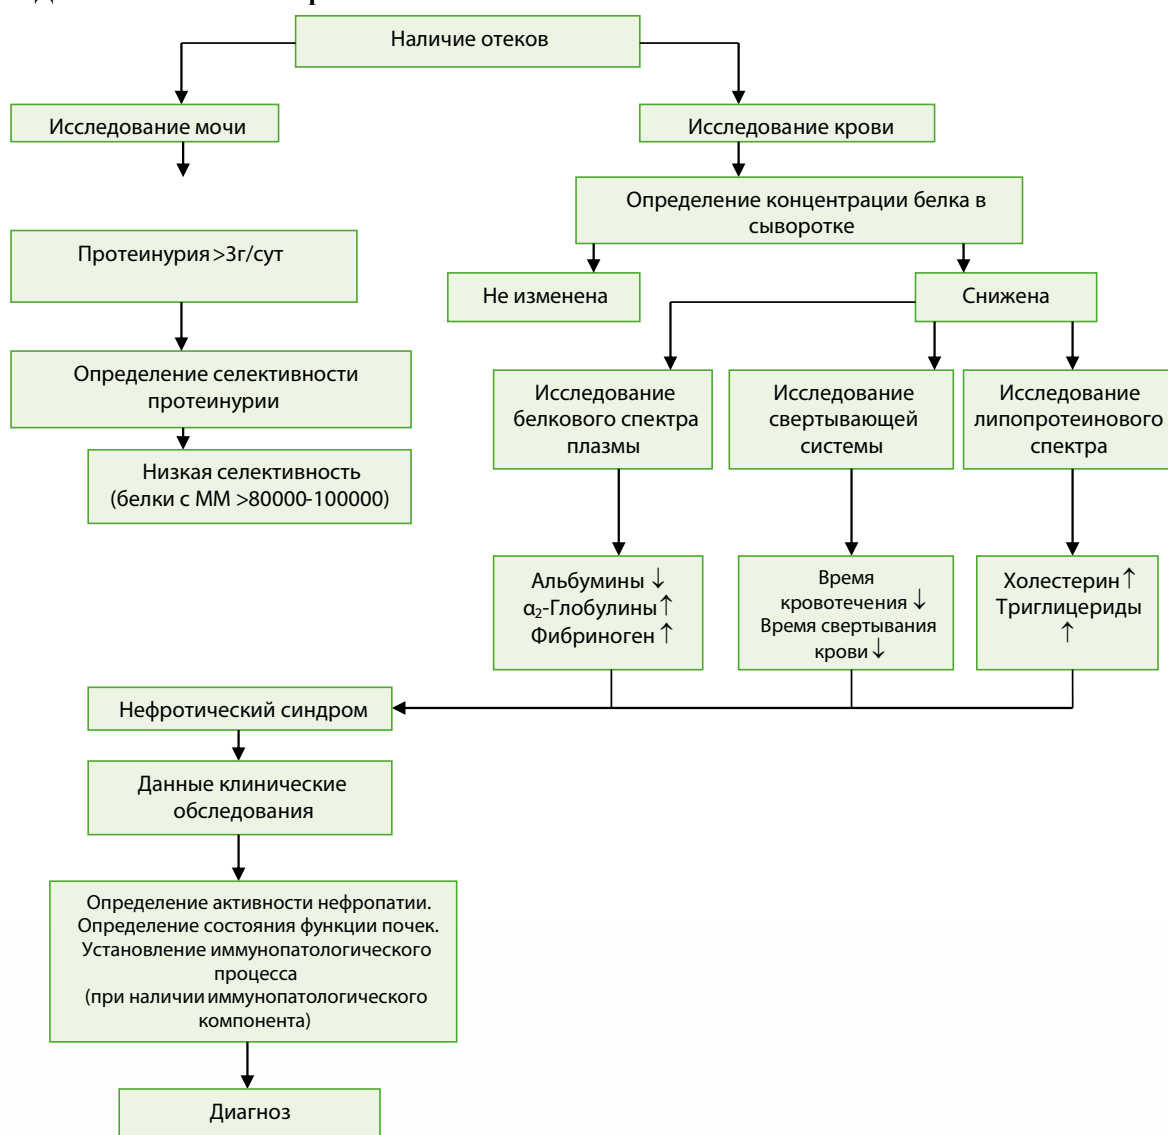 Наличие отеков
Исследование мочи
Исследование крови
Определение концентрации белка в
сыворотке
Протеинурия >3г/сут
Не изменена
Снижена
Определение селективности
протеинурии
Исследование
белкового спектра
плазмы
Исследование
свертывающей
системы
Исследование
липопротеинового
спектра
Низкая селективность
(белки с ММ >80000-100000)
Альбумины ↓
α₂-Глобулины ↑
Фибриноген ↑
Время
кровотечения ↓
Время свертывания
крови ↓
Холестерин ↑
Триглицериды
↑
Нефротический синдром
Данные клинические
обследования
Определение активности нефропатии.
Определение состояния функции почек.
Установление иммунопатологического
процесса
(при наличии иммунопатологического
компонента)
Диагноз